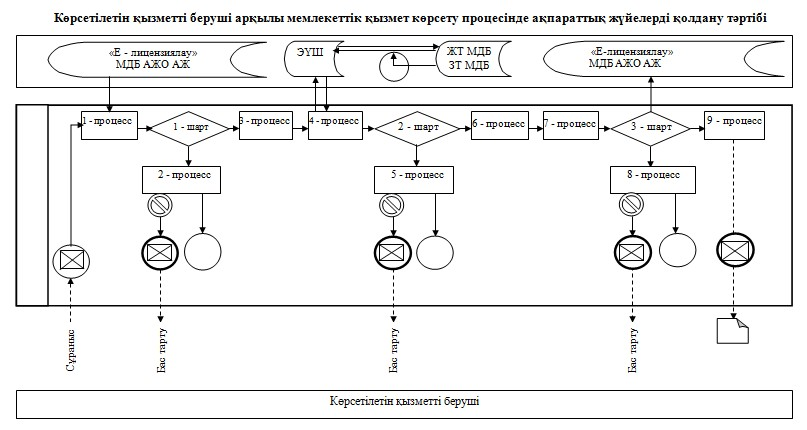 Көрсетілетін қызметті беруші арқылы мемлекеттік қызмет көрсету процесінде ақпараттық жүйелерді қолдану тәртібі
«Е - лицензиялау»
МДБ АЖО АЖ
ЭҮШ
ЖТ МДБ
ЗТ МДБ
«Е-лицензиялау»
МДБ АЖО АЖ
1 - процесс
1 - шарт
3 - процесс
4 - процесс
2 - шарт
6 - процесс
7 - процесс
3 - шарт
9 - процесс
2 - процесс
5 - процесс
8 - процесс
Сұраныс
Бас тарту
Бас тарту
Бас тарту
Көрсетілетін қызметті беруші